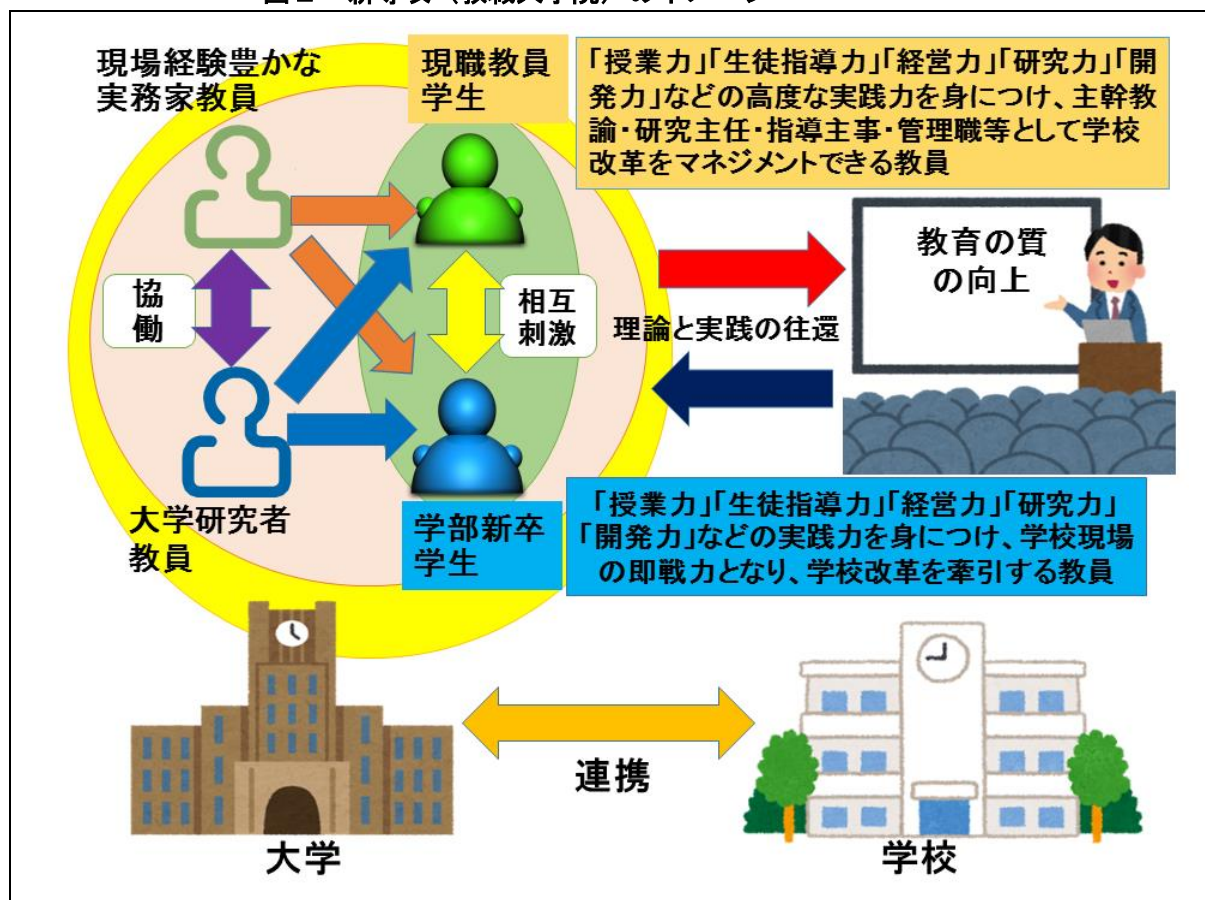 現場経験豊かな
実務家教員
現職教員
学生
「授業力」「生徒指導力」「経営力」「研究力」「開
発力」などの高度な実践力を身につけ、主幹教
諭・研究主任・指導主事・管理職等として学校
改革をマネジメントできる教員
協
働
相互
刺激
理論と実践の往還
教育の質
の向上
大学研究者
教員
学部新卒
学生
「授業力」「生徒指導力」「経営力」「研究力」
「開発力」などの実践力を身につけ、学校現場
の即戦力となり、学校改革を牽引する教員
連携
大学
学校